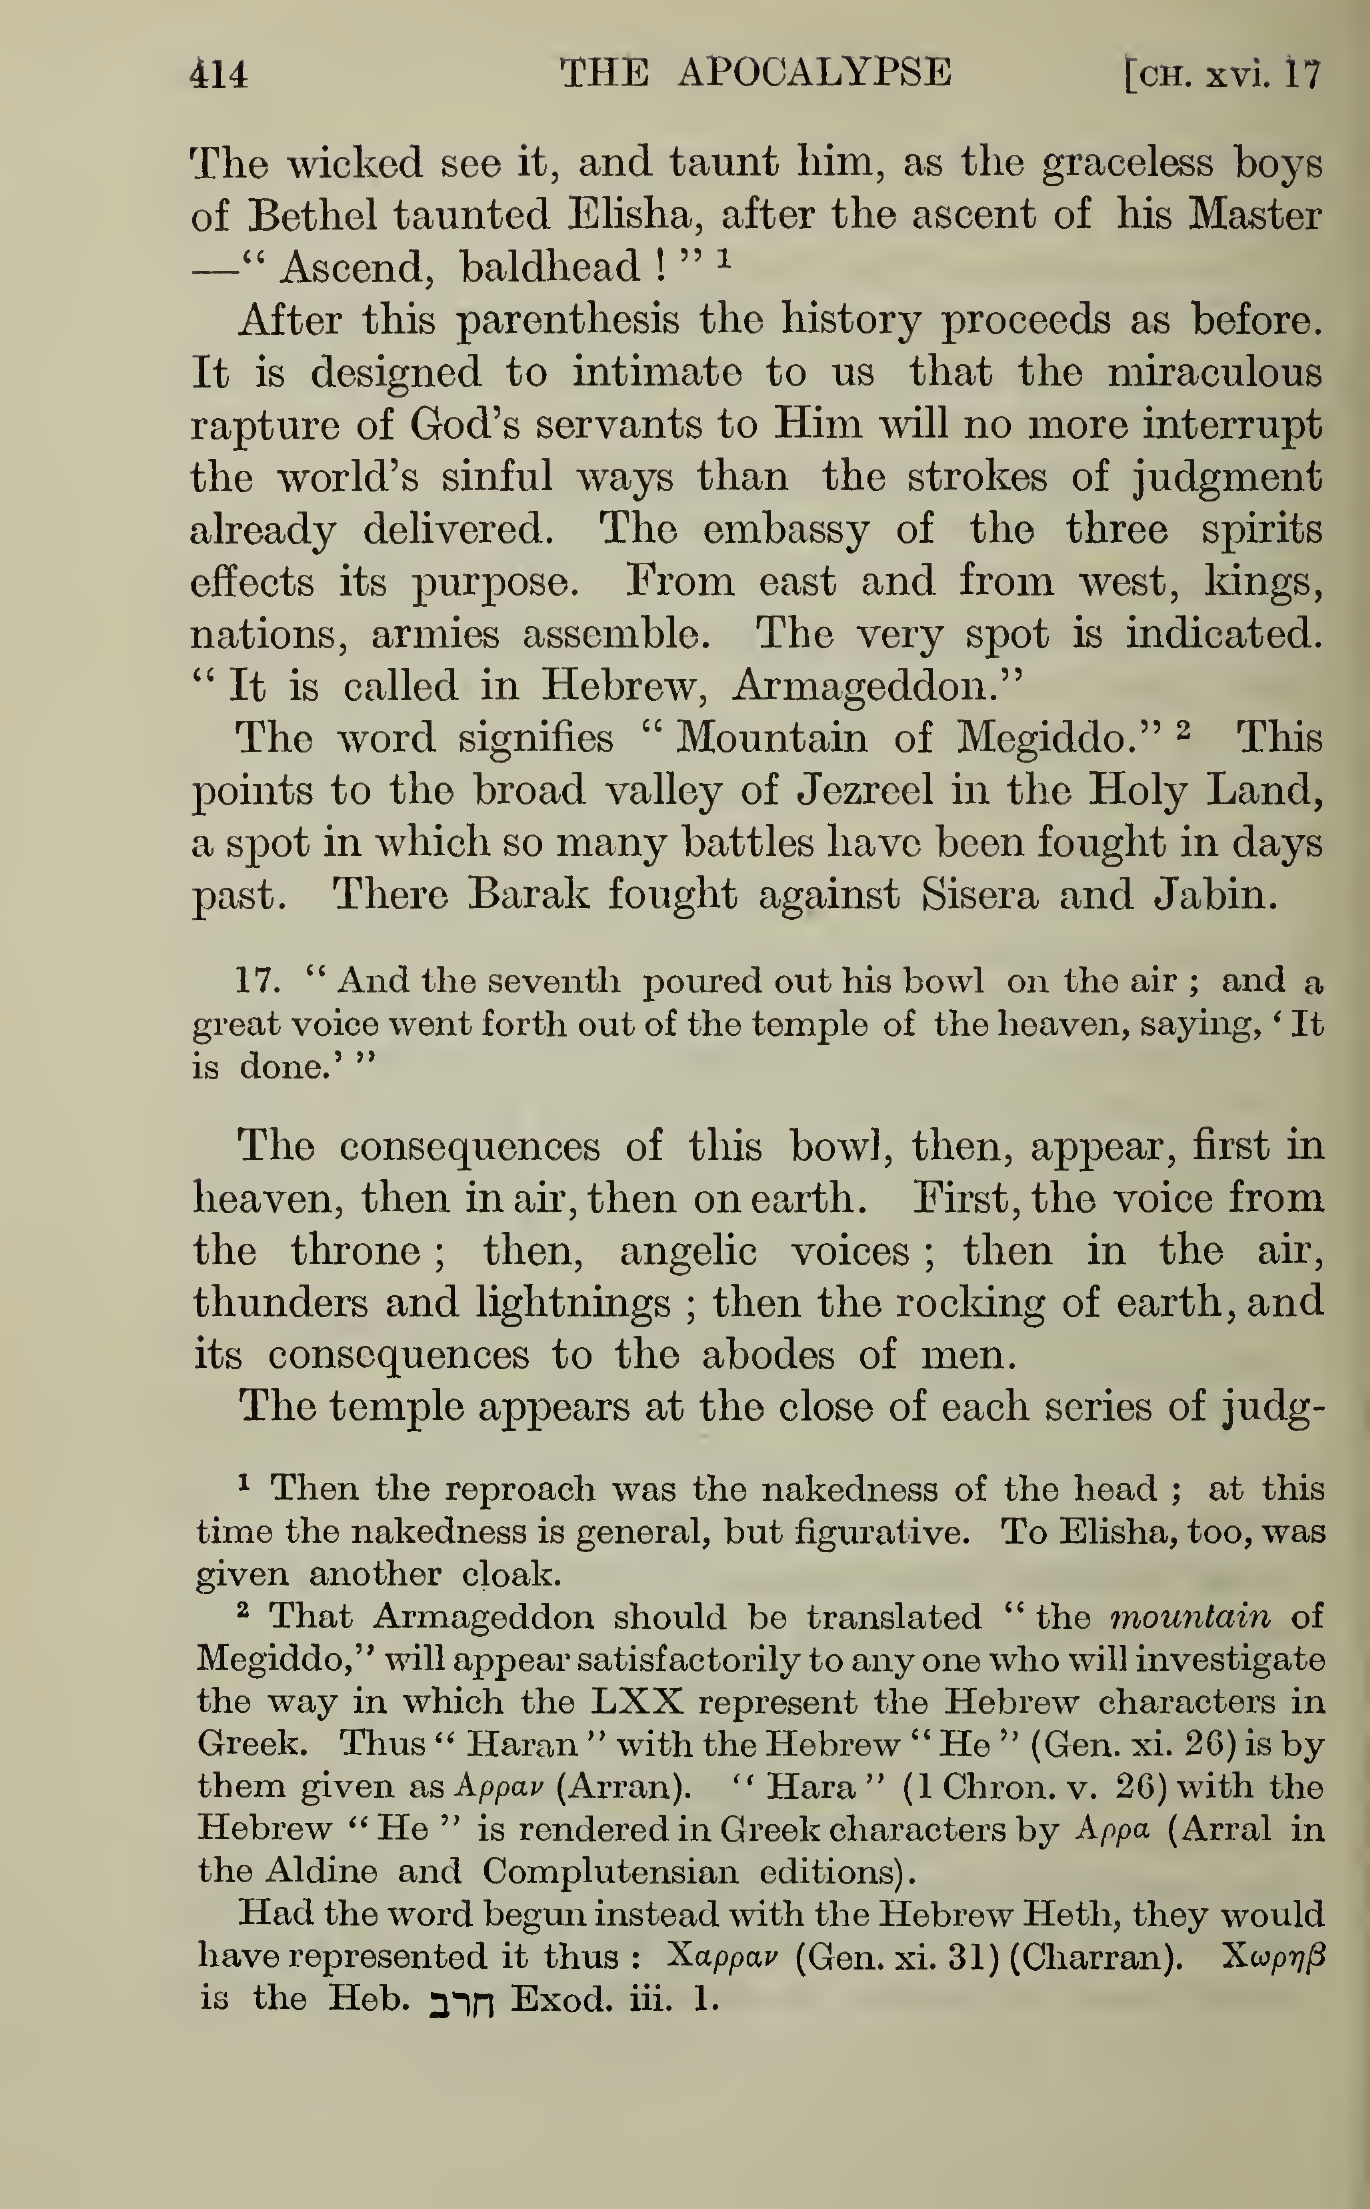 414 THE APOCALYPSE [CH. xvi. 17
The wicked see it, and taunt him, as the graceless boys
of Bethel taunted Elisha, after the ascent of his Master
—“ Ascend, baldhead ! ” ¹
After this parenthesis the history proceeds as before.
It is designed to intimate to us that the miraculous
rapture of God’s servants to Him will no more interrupt
the world’s sinful ways than the strokes of judgment
already delivered. The embassy of the three spirits
effects its purpose. From east and from west, kings,
nations, armies assemble. The very spot is indicated.
“ It is called in Hebrew, Armageddon.”
The word signifies “ Mountain of Megiddo.” ² This
points to the broad valley of Jezreel in the Holy Land,
a spot in which so many battles have been fought in days
past. There Barak fought against Sisera and Jabin.
17. “ And the seventh poured out his bowl on the air ; and a
great voice went forth out of the temple of the heaven, saying, ‘ It
is done.’ ”
The consequences of this bowl, then, appear, first in
heaven, then in air, then on earth. First, the voice from
the throne ; then, angelic voices ; then in the air,
thunders and lightnings ; then the rocking of earth, and
its consequences to the abodes of men.
The temple appears at the close of each series of judg-
¹ Then the reproach was the nakedness of the head ; at this
time the nakedness is general, but figurative. To Elisha, too, was
given another cloak.
² That Armageddon should be translated “ the mountain of
Megiddo,” will appear satisfactorily to any one who will investigate
the way in which the LXX represent the Hebrew characters in
Greek. Thus “ Haran ” with the Hebrew “ He ” (Gen. xi. 26) is by
them given as Αρραν (Arran). “ Hara ” (1 Chron. v. 26) with the
Hebrew “ He ” is rendered in Greek characters by Αρρα (Arral in
the Aldine and Complutensian editions).
Had the word begun instead with the Hebrew Heth, they would
have represented it thus : Χαρραν (Gen. xi. 31) (Charran). Χωρηβ
is the Heb. חרב Exod. iii. 1.